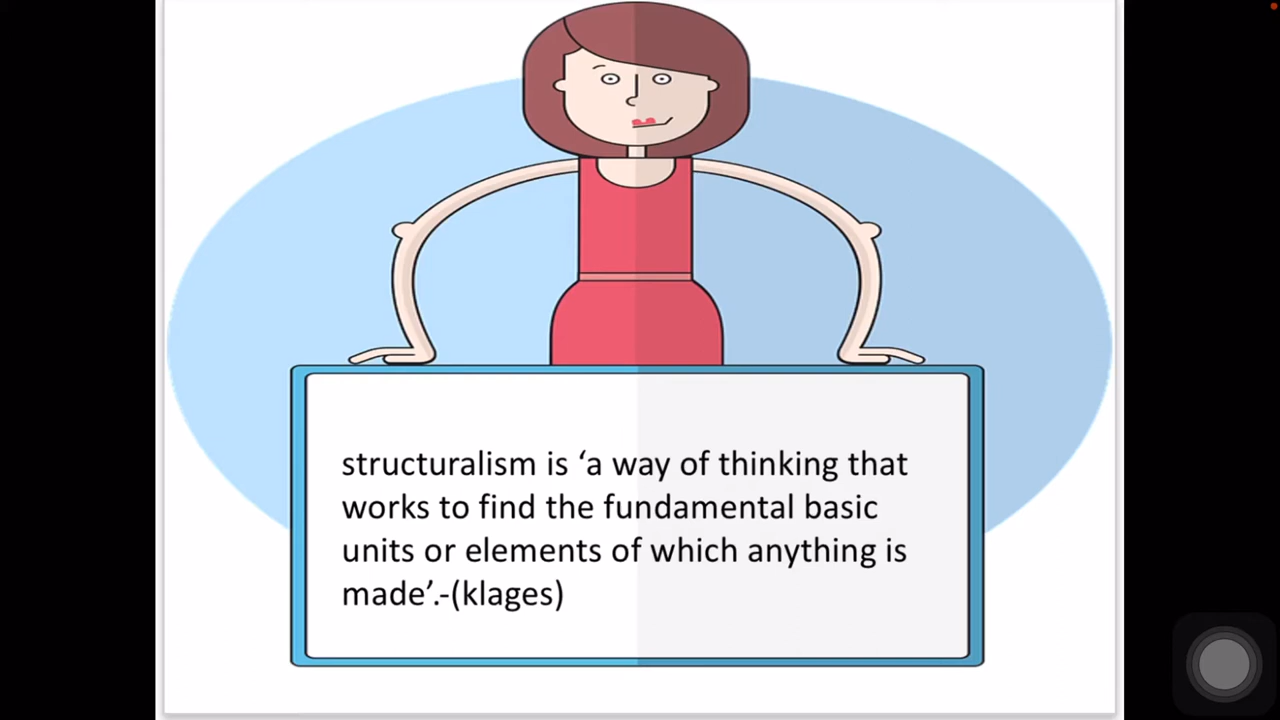 structuralism is ‘a way of thinking that
works to find the fundamental basic
units or elements of which anything is
made’.-(klages)